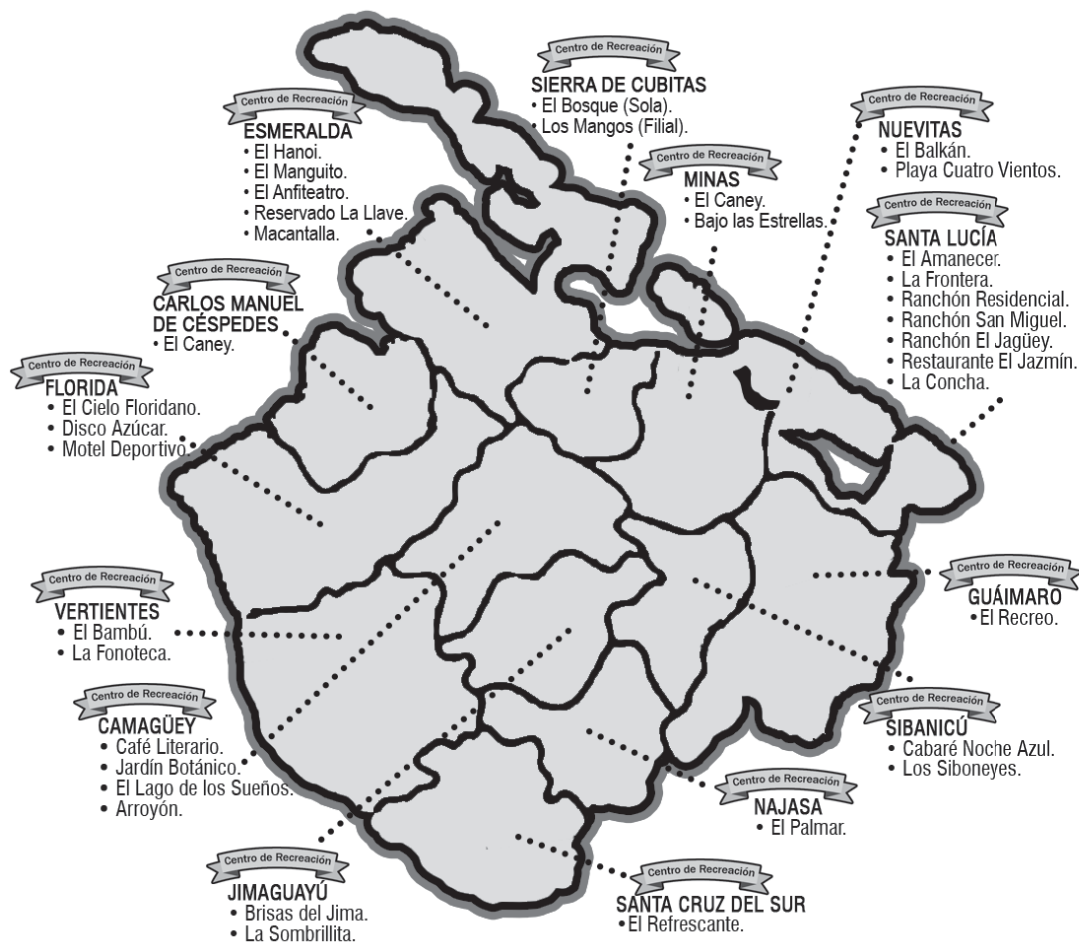 Centro de Recreación
SIERRA DE CUBITAS
• El Bosque (Sola).
• Los Mangos (Filial).
Centro de Recreación
ESMERALDA
• El Hanoi.
• El Manguito.
• El Anfiteatro.
• Reservado La Llave.
• Macantalla.
Centro de Recreación
NUEVITAS
• El Balkán.
• Playa Cuatro Vientos.
Centro de Recreación
MINAS
• El Caney.
• Bajo las Estrellas.
Centro de Recreación
SANTA LUCÍA
• El Amanecer.
• La Frontera.
• Ranchón Residencial.
• Ranchón San Miguel.
• Ranchón El Jagüey.
• Restaurante El Jazmín.
• La Concha.
Centro de Recreación
CARLOS MANUEL
DE CÉSPEDES
• El Caney.
Centro de Recreación
FLORIDA
• El Cielo Floridano.
• Disco Azúcar.
• Motel Deportivo.
Centro de Recreación
VERTIENTES
• El Bambú.
• La Fonoteca.
Centro de Recreación
GUÁIMARO
• El Recreo.
Centro de Recreación
CAMAGÜEY
• Café Literario.
• Jardín Botánico.
• El Lago de los Sueños.
• Arroyón.
Centro de Recreación
SIBANICÚ
• Cabaré Noche Azul.
• Los Siboneyes.
Centro de Recreación
NAJASA
• El Palmar.
Centro de Recreación
JIMAGUAYÚ
• Brisas del Jima.
• La Sombrillita.
Centro de Recreación
SANTA CRUZ DEL SUR
• El Refrescante.